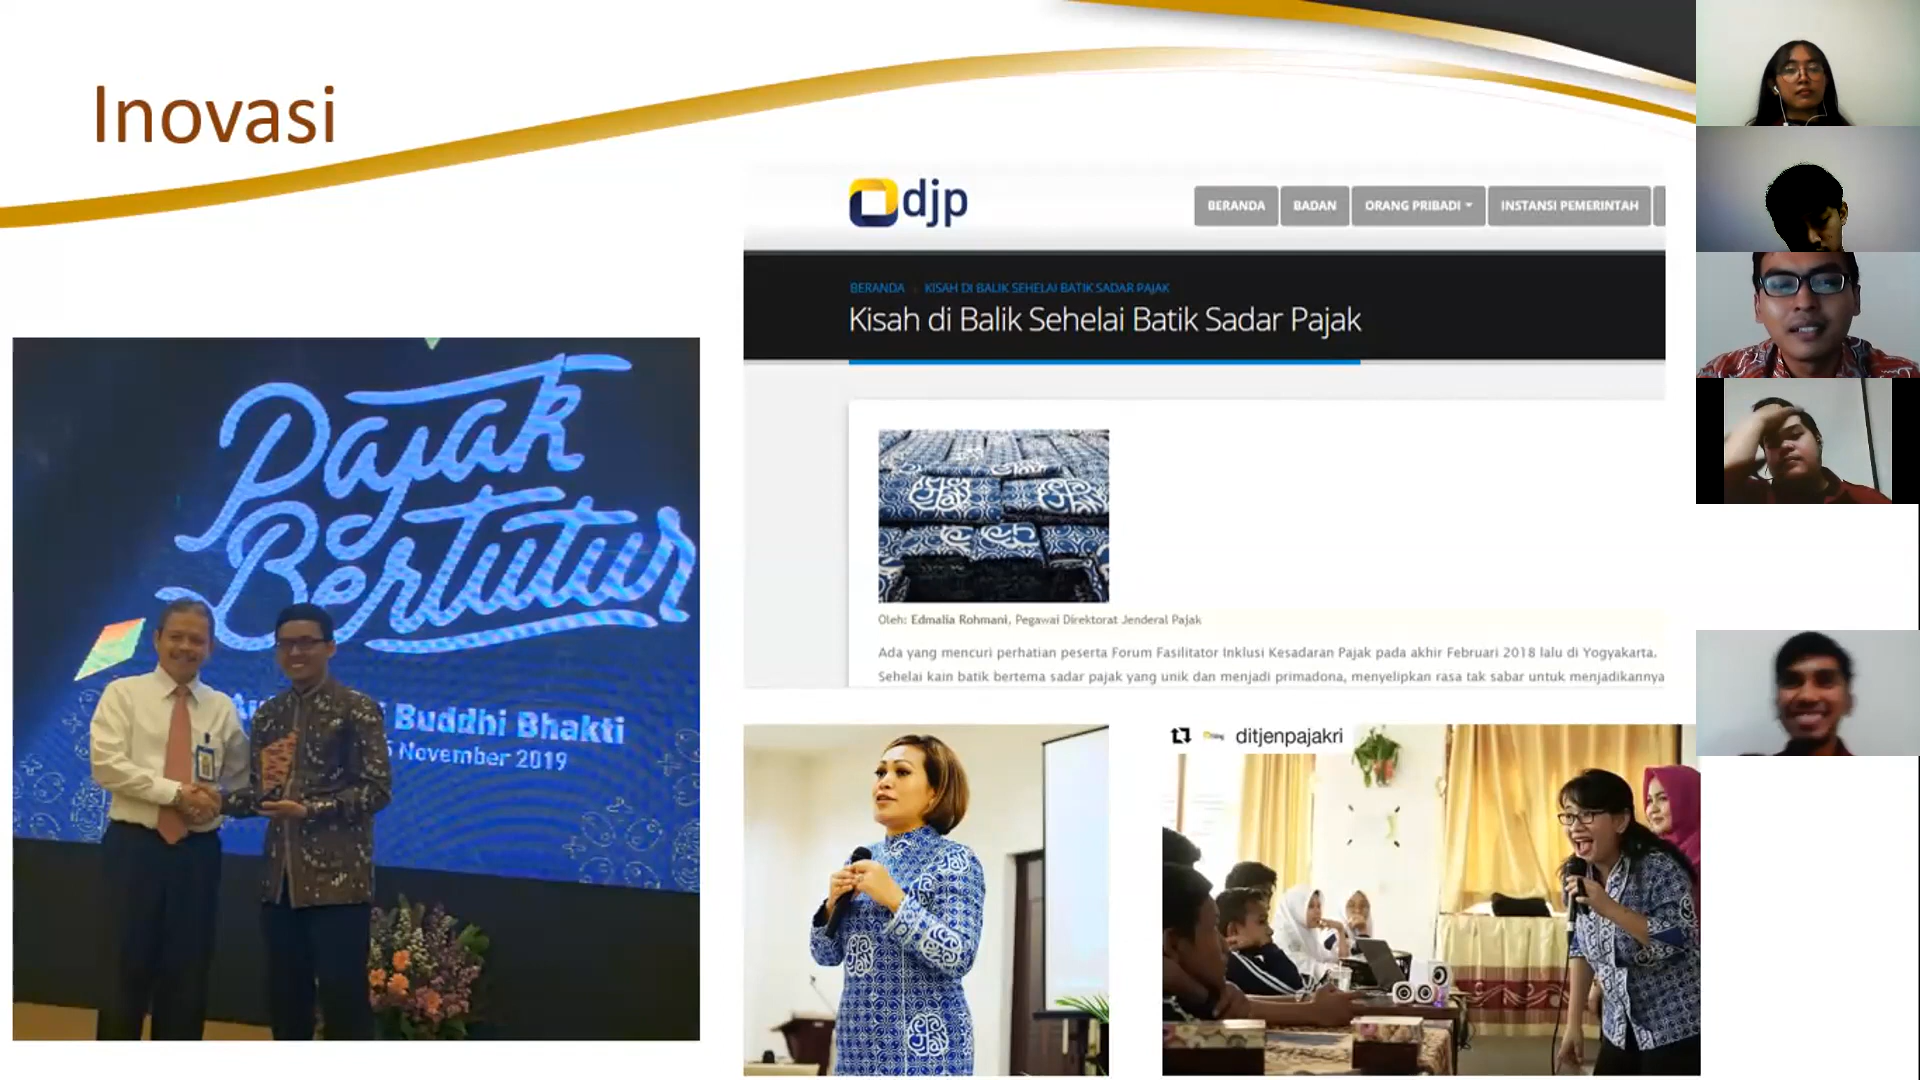 Inovasi
djp
BERANDA BADAN ORANG PRIBADI INSTANSI PEMERINTAH
BERANDA KISAH DI BALIK SEHELAI BATIK SADAR PAJAK
Kisah di Balik Sehelai Batik Sadar Pajak
Oleh: Edmalia Rohmani, Pegawai Direktorat Jenderal Pajak
Ada yang mencuri perhatian peserta Forum Fasilitator Inklusi Kesadaran Pajak pada akhir Februari 2018 lalu di Yogyakarta.
Sehelai kain batik bertema sadar pajak yang unik dan menjadi primadona, menyelipkan rasa tak sabar untuk menjadikannya
Pajak
Bertutur
Buddhi Bhakti
5 November 2019
ditjenpajakri